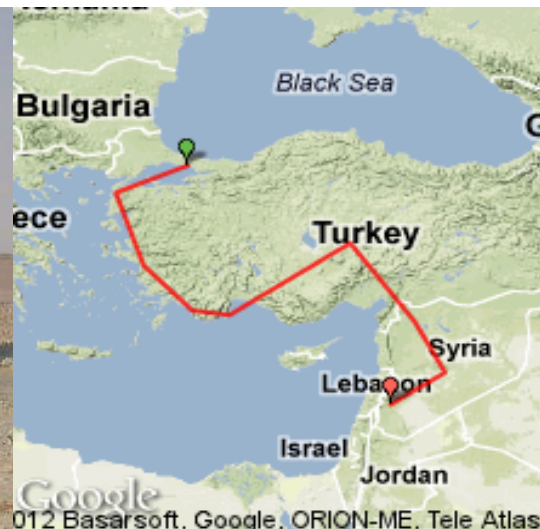 Bulgaria
Black Sea
G
ece
Turkey
Syria
Lebanon
Israel
Jordan
Google
012 Basarsoft, Google, ORION-ME, Tele Atlas